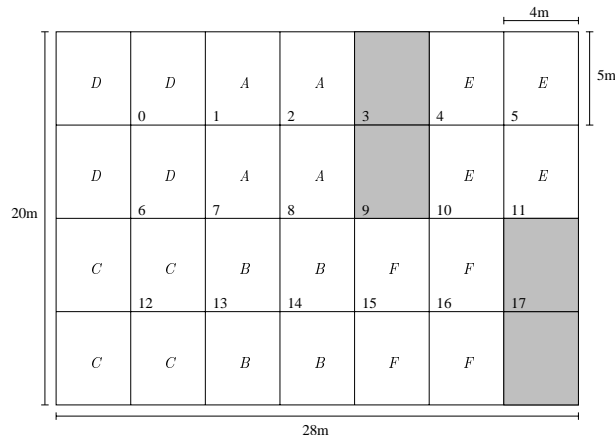 4m
D D A A E E
5m
0 1 2 3 4 5
D D A A E E
20m
6 7 8 9 10 11
C C B B F F
12 13 14 15 16 17
C C B B F F
28m